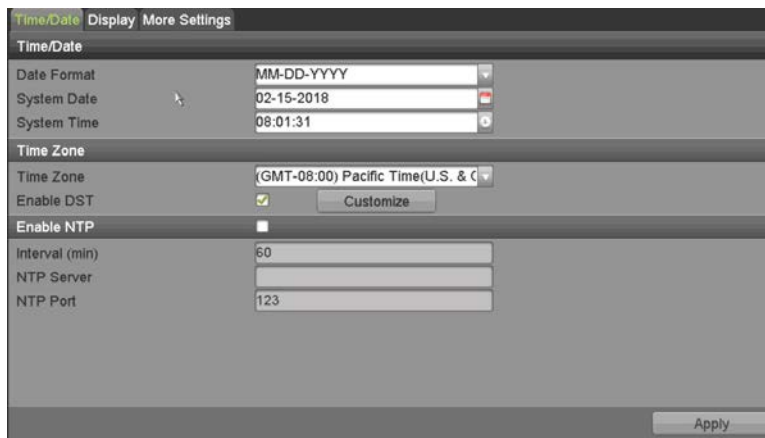 Time/Date Display More Settings
Time/Date
Date Format MM-DD-YYYY
System Date 02-15-2018
System Time 08:01:31
Time Zone
Time Zone (GMT-08:00) Pacific Time(U.S. & C
Enable DST Customize
Enable NTP
Interval (min) 60
NTP Server
NTP Port 123
Apply